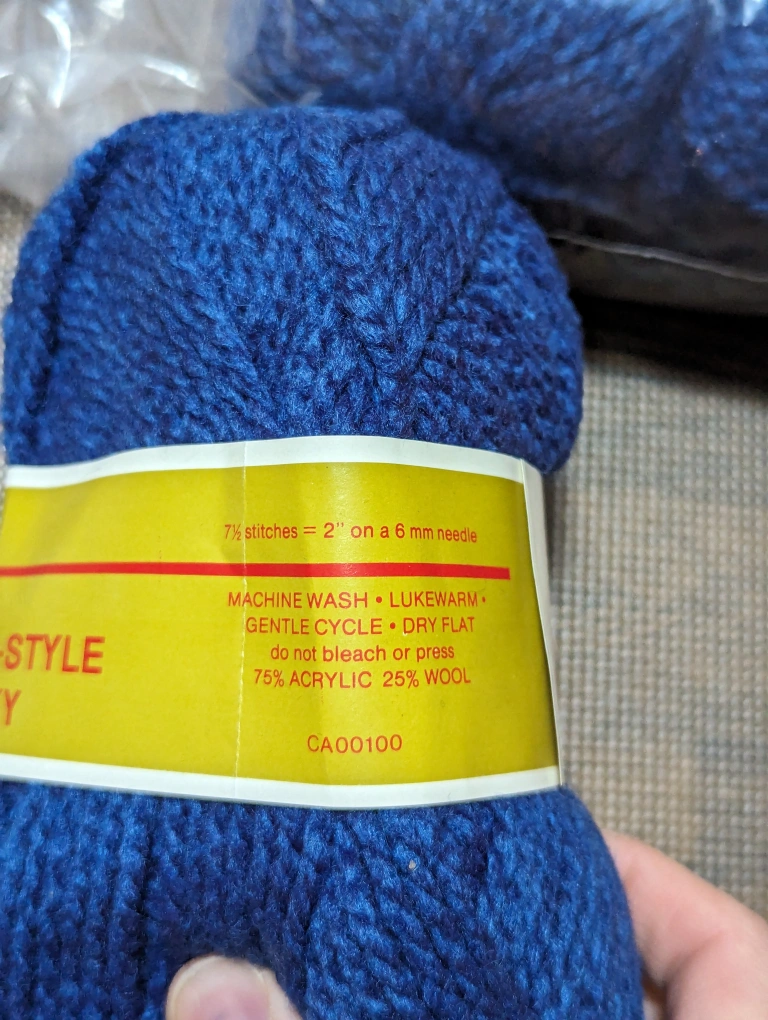 7½ stitches = 2" on a 6 mm needle
MACHINE WASH • LUKEWARM •
GENTLE CYCLE • DRY FLAT
do not bleach or press
75% ACRYLIC 25% WOOL
CA00100
-STYLE
Y